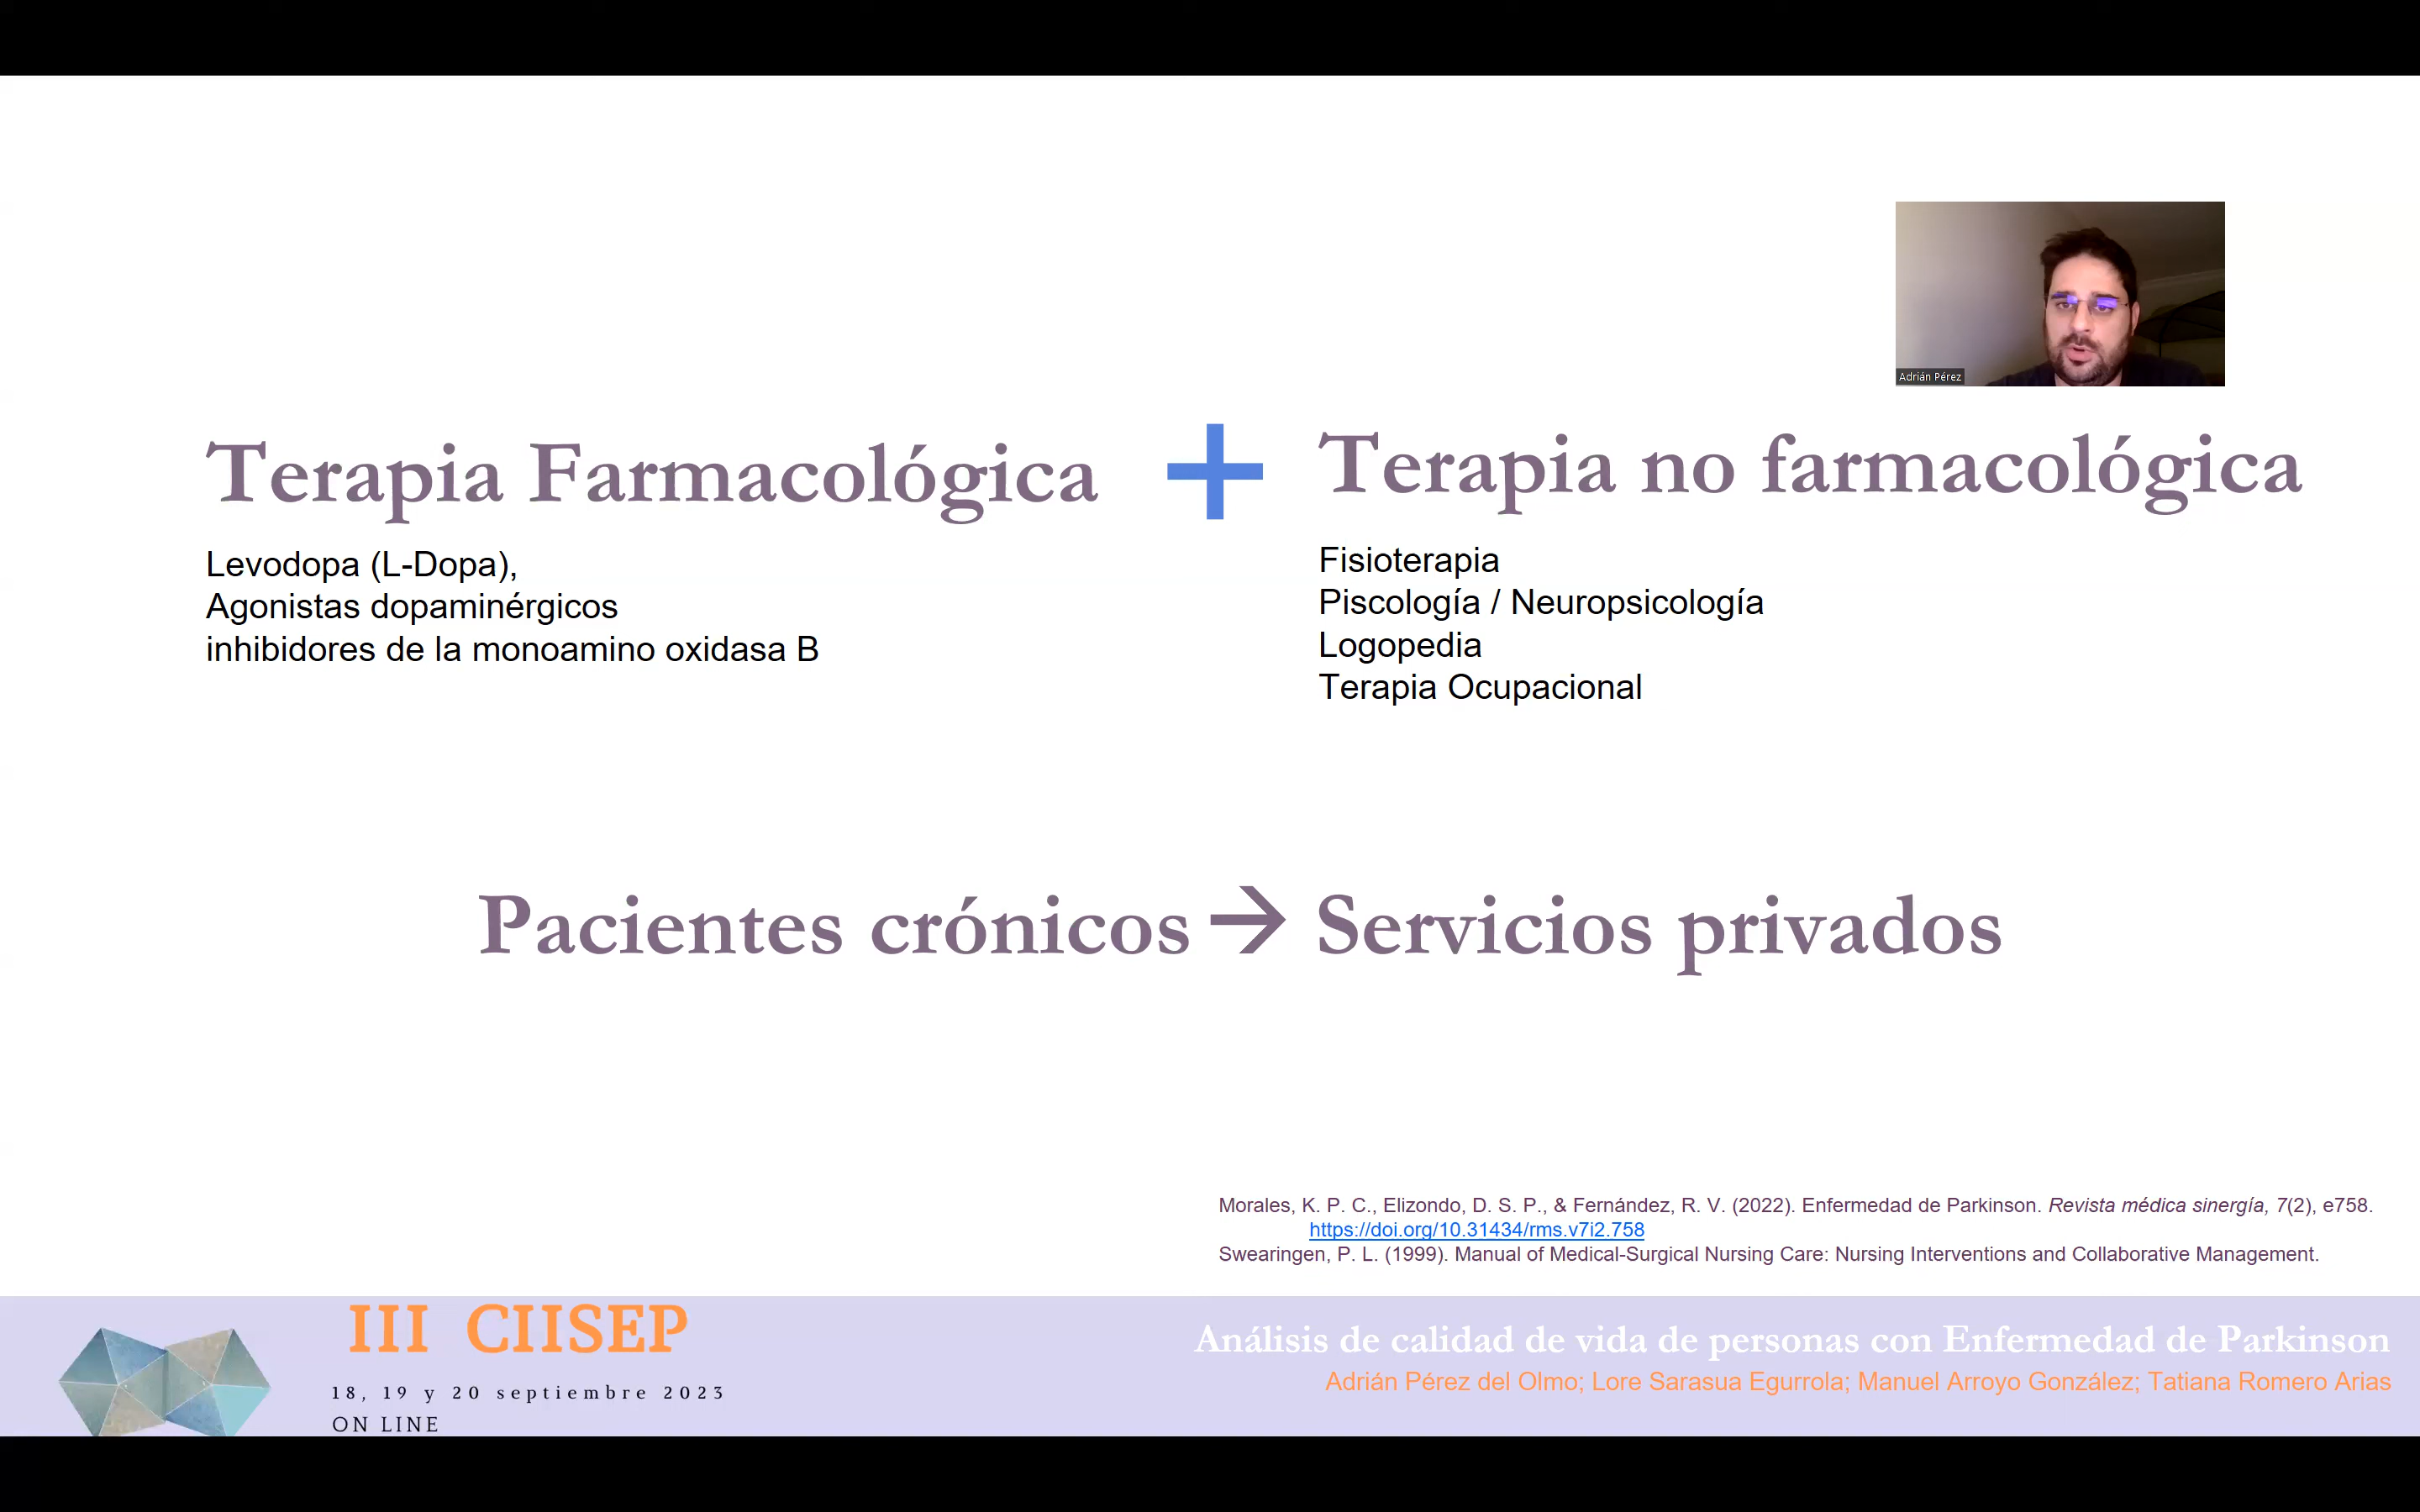 Adrián Pérez
Terapia Farmacológica + Terapia no farmacológica
Levodopa (L-Dopa),
Agonistas dopaminérgicos
inhibidores de la monoamino oxidasa B
Fisioterapia
Piscología / Neuropsicología
Logopedia
Terapia Ocupacional
Pacientes crónicos → Servicios privados
Morales, K. P. C., Elizondo, D. S. P., & Fernández, R. V. (2022). Enfermedad de Parkinson. Revista médica sinergía, 7(2), e758.
https://doi.org/10.31434/rms.v7i2.758
Swearingen, P. L. (1999). Manual of Medical-Surgical Nursing Care: Nursing Interventions and Collaborative Management.
III CIISEP
18, 19 y 20 septiembre 2023
ON LINE
Análisis de calidad de vida de personas con Enfermedad de Parkinson
Adrián Pérez del Olmo; Lore Sarasua Egurrola; Manuel Arroyo González; Tatiana Romero Arias